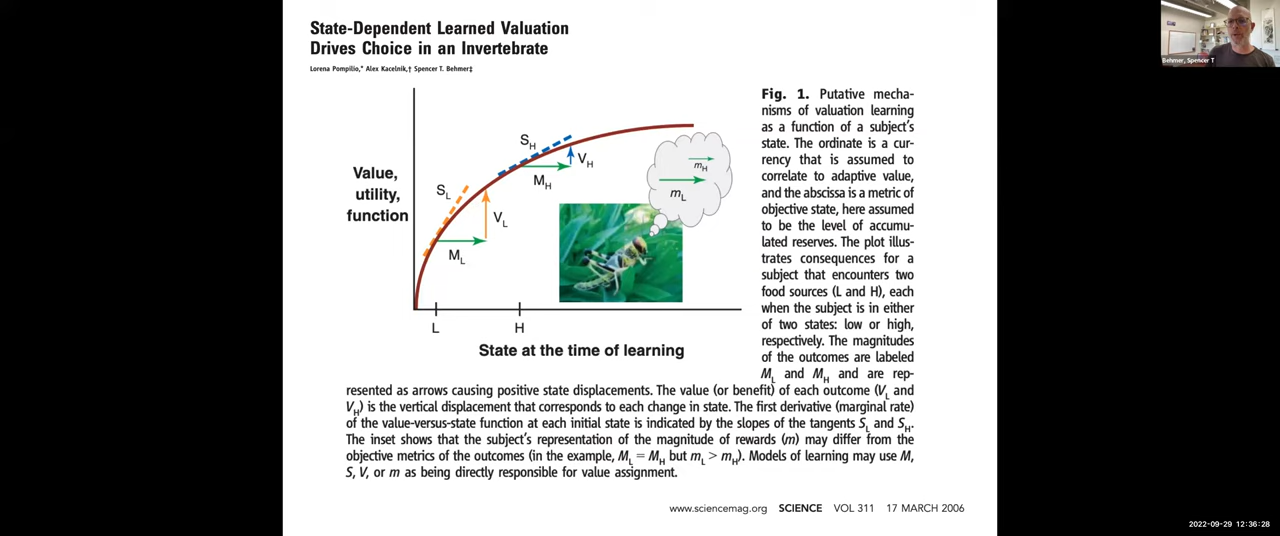 State-Dependent Learned Valuation
Drives Choice in an Invertebrate
Lorena Pompilio,* Alex Kacelnik,† Spencer T. Behmer‡
Behmer, Spencer T
Value,
utility,
function
S_L
S_H
V_H
M_H
V_L
M_L
m_H
m_L
L
H
State at the time of learning
Fig. 1. Putative mecha-
nisms of valuation learning
as a function of a subject's
state. The ordinate is a cur-
rency that is assumed to
correlate to adaptive value,
and the abscissa is a metric of
objective state, here assumed
to be the level of accumu-
lated reserves. The plot illus-
trates consequences for a
subject that encounters two
food sources (L and H), each
when the subject is in either
of two states: low or high,
respectively. The magnitudes
of the outcomes are labeled
M_L and M_H and are rep-
resented as arrows causing positive state displacements. The value (or benefit) of each outcome (V_L and
V_H) is the vertical displacement that corresponds to each change in state. The first derivative (marginal rate)
of the value-versus-state function at each initial state is indicated by the slopes of the tangents S_L and S_H.
The inset shows that the subject's representation of the magnitude of rewards (m) may differ from the
objective metrics of the outcomes (in the example, M_L = M_H but m_L > m_H). Models of learning may use M,
S, V, or m as being directly responsible for value assignment.
www.sciencemag.org SCIENCE VOL 311 17 MARCH 2006
2022-09-29 12:36:28